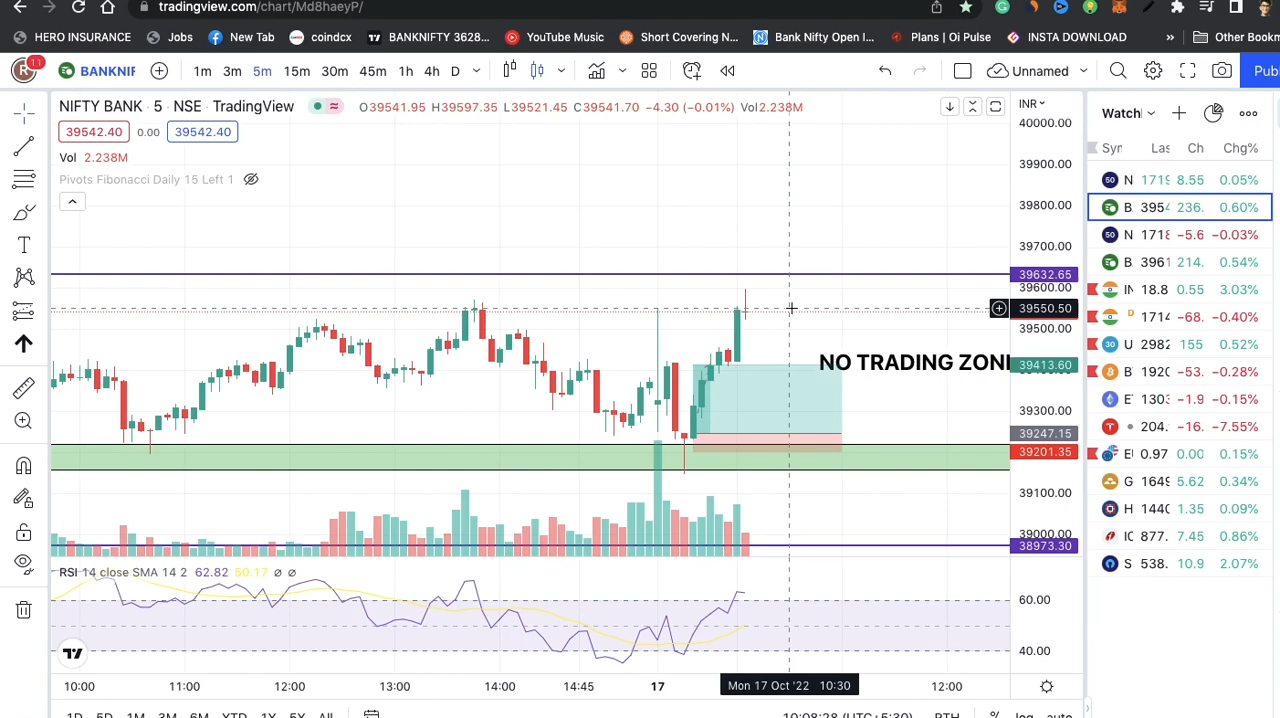 tradingview.com/chart/Md8haeyP/
HERO INSURANCE Jobs New Tab coindcx BANKNIFTY 3628... YouTube Music Short Covering N... Bank Nifty Open I... Plans | Oi Pulse INSTA DOWNLOAD » Other Bookm
R 11 BANKNIF 1m 3m 5m 15m 30m 45m 1h 4h D Unnamed Publ
NIFTY BANK · 5 · NSE · TradingView O39541.95 H39597.35 L39521.45 C39541.70 −4.30 (−0.01%) Vol2.238M
INR
39542.40 0.00 39542.40
Vol 2.238M
Pivots Fibonacci Daily 15 Left 1
40000.00
39900.00
39800.00
39700.00
39632.65
39600.00
39550.50
39500.00
NO TRADING ZON
39413.60
39300.00
39247.15
39201.35
39100.00
39000.00
38973.30
RSI 14 close SMA 14 2 62.82 50.17 ø ø
60.00
40.00
10:00 11:00 12:00 13:00 14:00 14:45 17 Mon 17 Oct '22 10:30 12:00
1D 5D 1M 3M 6M YTD 1Y 5Y All 10:08:28 (UTC+5:30) RTH % log auto
Watchl
Syn Las Ch Chg%
50 N 1719 8.55 0.05%
B 3954 236. 0.60%
50 N 1718 −5.6 −0.03%
B 3961 214. 0.54%
IN 18.8 0.55 3.03%
D 1714 −68. −0.40%
30 U 2982 155 0.52%
B 1920 −53. −0.28%
E 1303 −1.9 −0.15%
204. −16. −7.55%
E 0.97 0.00 0.15%
G 1649 5.62 0.34%
H 1440 1.35 0.09%
IC 877. 7.45 0.86%
S 538. 10.9 2.07%